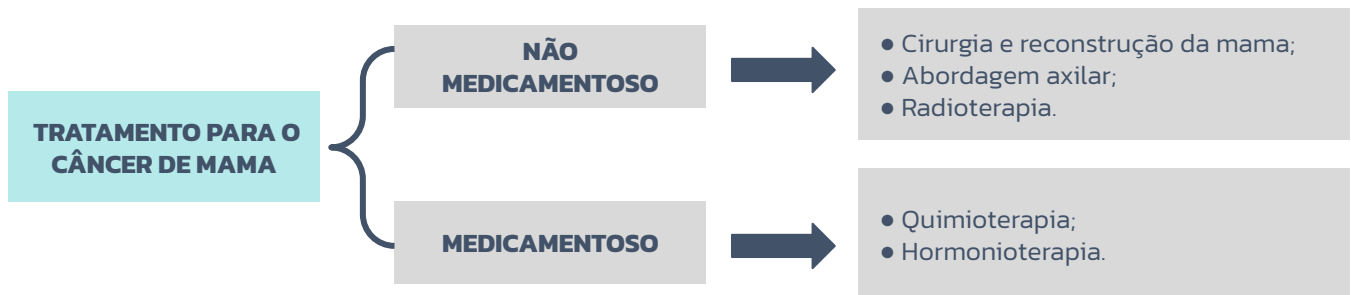 TRATAMENTO PARA O
CÂNCER DE MAMA
NÃO
MEDICAMENTOSO
● Cirurgia e reconstrução da mama;
● Abordagem axilar;
● Radioterapia.
MEDICAMENTOSO
● Quimioterapia;
● Hormonioterapia.